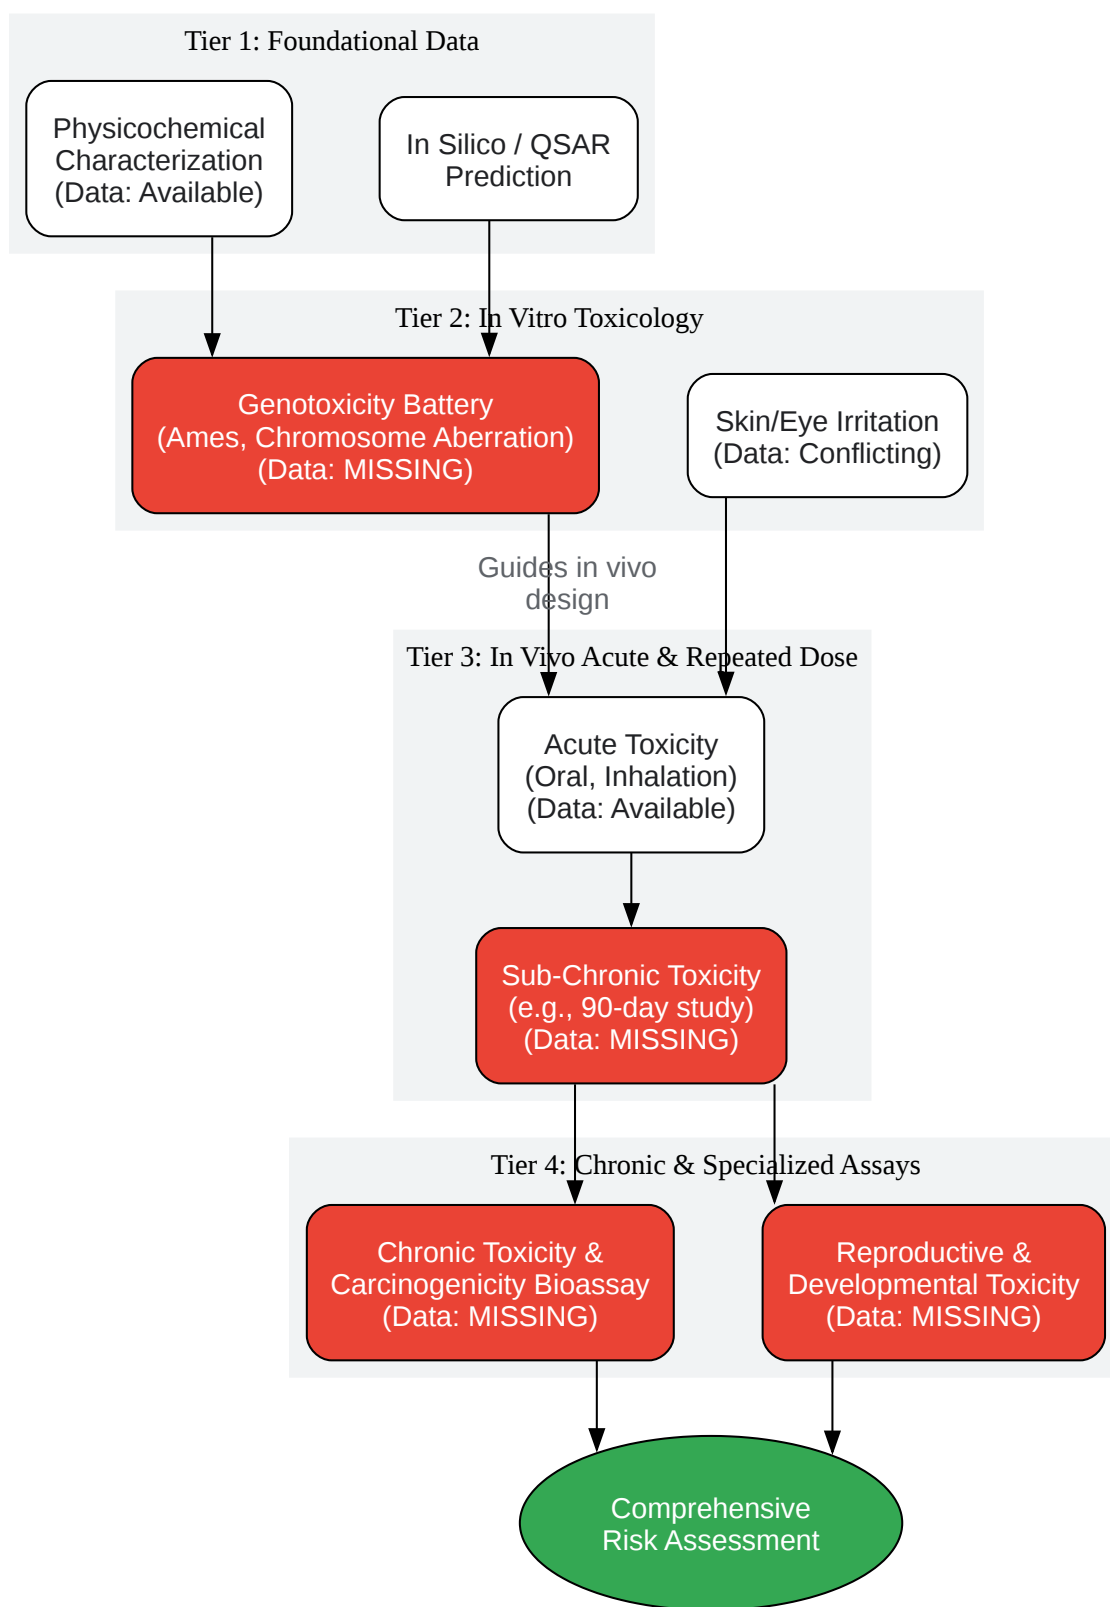 Tier 1: Foundational Data
Physicochemical
Characterization
(Data: Available)
In Silico / QSAR
Prediction
Tier 2: In Vitro Toxicology
Genotoxicity Battery
(Ames, Chromosome Aberration)
(Data: MISSING)
Skin/Eye Irritation
(Data: Conflicting)
Guides in vivo
design
Tier 3: In Vivo Acute & Repeated Dose
Acute Toxicity
(Oral, Inhalation)
(Data: Available)
Sub-Chronic Toxicity
(e.g., 90-day study)
(Data: MISSING)
Tier 4: Chronic & Specialized Assays
Chronic Toxicity &
Carcinogenicity Bioassay
(Data: MISSING)
Reproductive &
Developmental Toxicity
(Data: MISSING)
Comprehensive
Risk Assessment